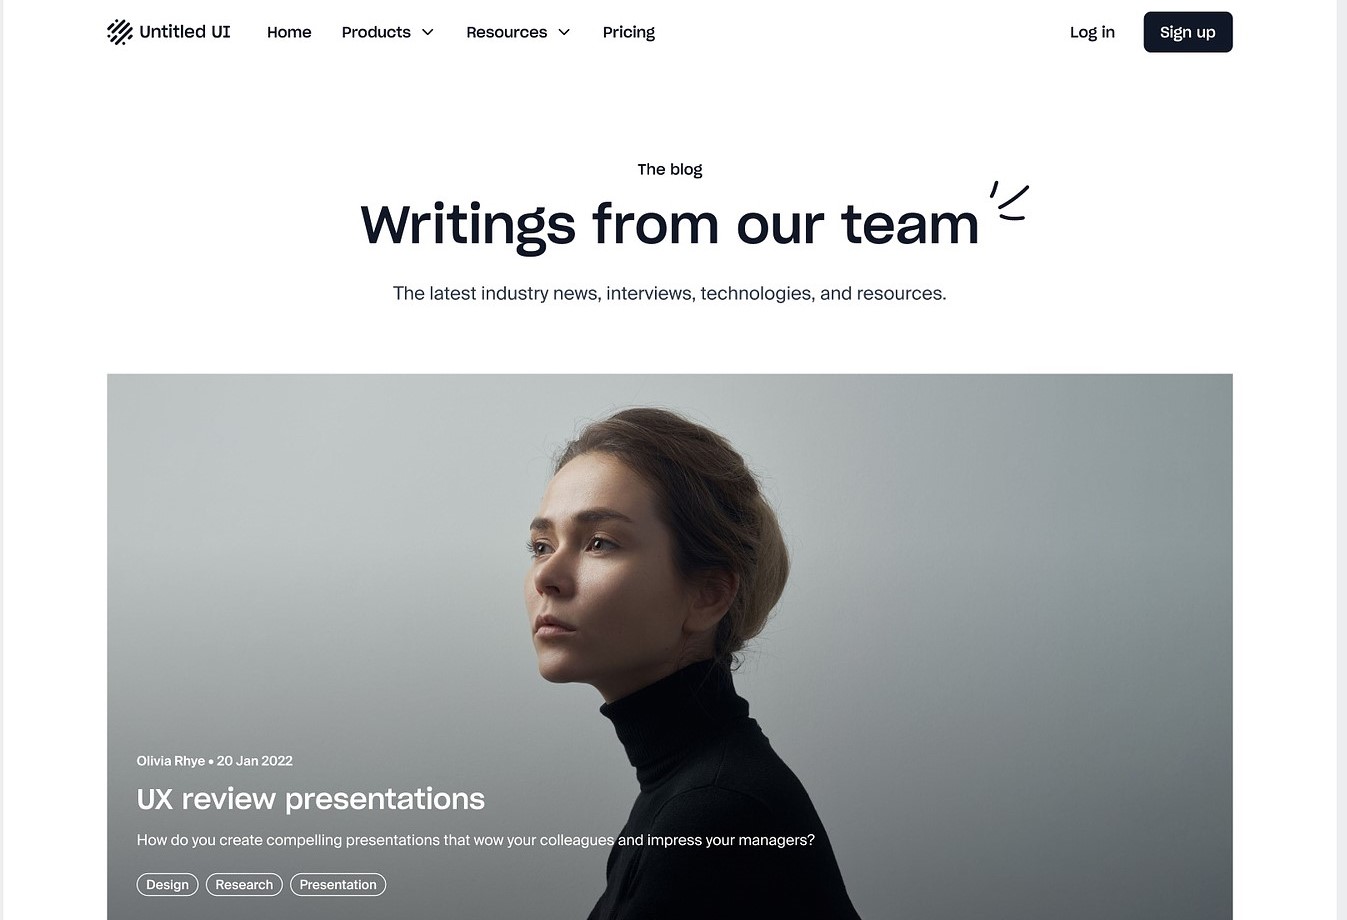 Untitled UI
Home
Products
Resources
Pricing
Log in
Sign up
The blog
Writings from our team
The latest industry news, interviews, technologies, and resources.
Olivia Rhye • 20 Jan 2022
UX review presentations
How do you create compelling presentations that wow your colleagues and impress your managers?
Design
Research
Presentation